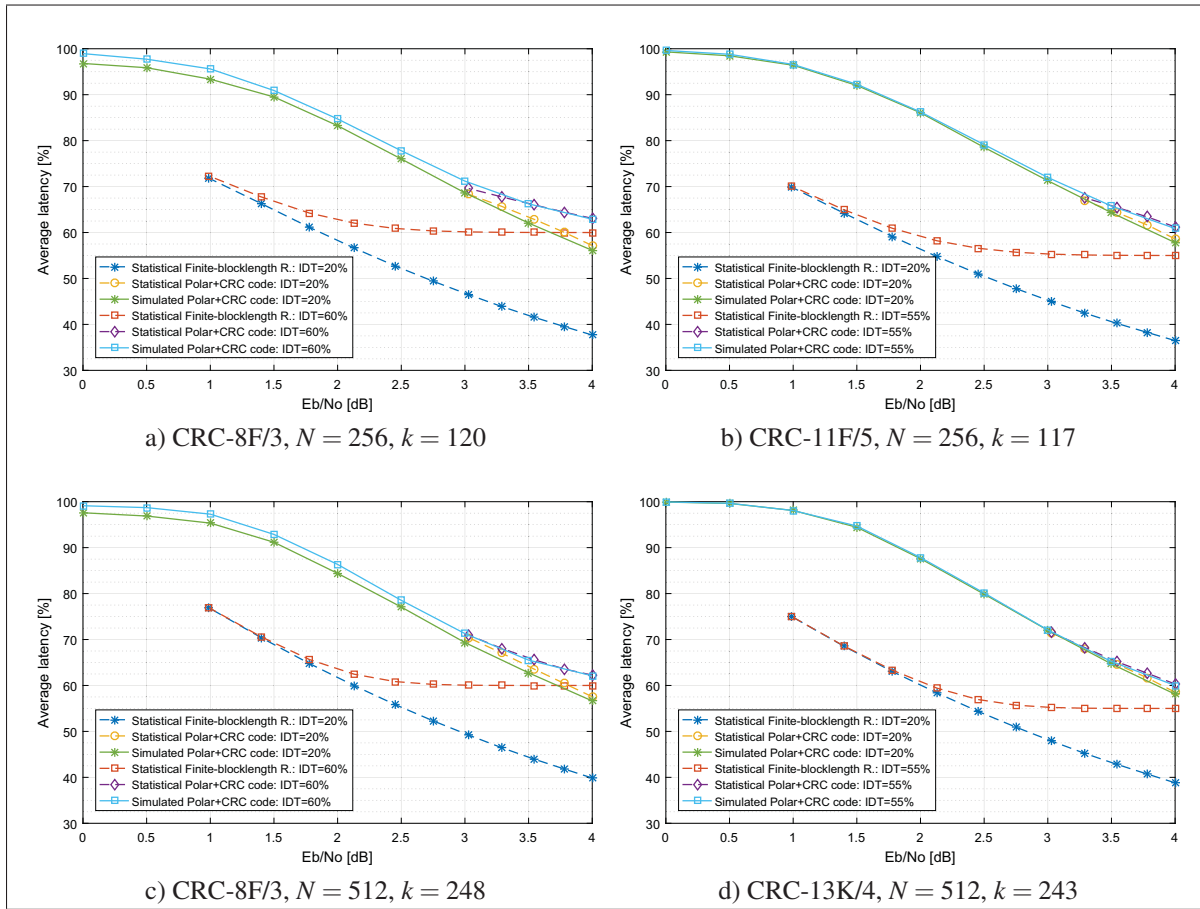 100
90
80
70
60
50
40
30
Average latency [%]
Statistical Finite-blocklength R.: IDT=20%
Statistical Polar+CRC code: IDT=20%
Simulated Polar+CRC code: IDT=20%
Statistical Finite-blocklength R.: IDT=60%
Statistical Polar+CRC code: IDT=60%
Simulated Polar+CRC code: IDT=60%
0 0.5 1 1.5 2 2.5 3 3.5 4
Eb/No [dB]
a) CRC-8F/3, N = 256, k = 120
100
90
80
70
60
50
40
30
Average latency [%]
Statistical Finite-blocklength R.: IDT=20%
Statistical Polar+CRC code: IDT=20%
Simulated Polar+CRC code: IDT=20%
Statistical Finite-blocklength R.: IDT=55%
Statistical Polar+CRC code: IDT=55%
Simulated Polar+CRC code: IDT=55%
0 0.5 1 1.5 2 2.5 3 3.5 4
Eb/No [dB]
b) CRC-11F/5, N = 256, k = 117
100
90
80
70
60
50
40
30
Average latency [%]
Statistical Finite-blocklength R.: IDT=20%
Statistical Polar+CRC code: IDT=20%
Simulated Polar+CRC code: IDT=20%
Statistical Finite-blocklength R.: IDT=60%
Statistical Polar+CRC code: IDT=60%
Simulated Polar+CRC code: IDT=60%
0 0.5 1 1.5 2 2.5 3 3.5 4
Eb/No [dB]
c) CRC-8F/3, N = 512, k = 248
100
90
80
70
60
50
40
30
Average latency [%]
Statistical Finite-blocklength R.: IDT=20%
Statistical Polar+CRC code: IDT=20%
Simulated Polar+CRC code: IDT=20%
Statistical Finite-blocklength R.: IDT=55%
Statistical Polar+CRC code: IDT=55%
Simulated Polar+CRC code: IDT=55%
0 0.5 1 1.5 2 2.5 3 3.5 4
Eb/No [dB]
d) CRC-13K/4, N = 512, k = 243